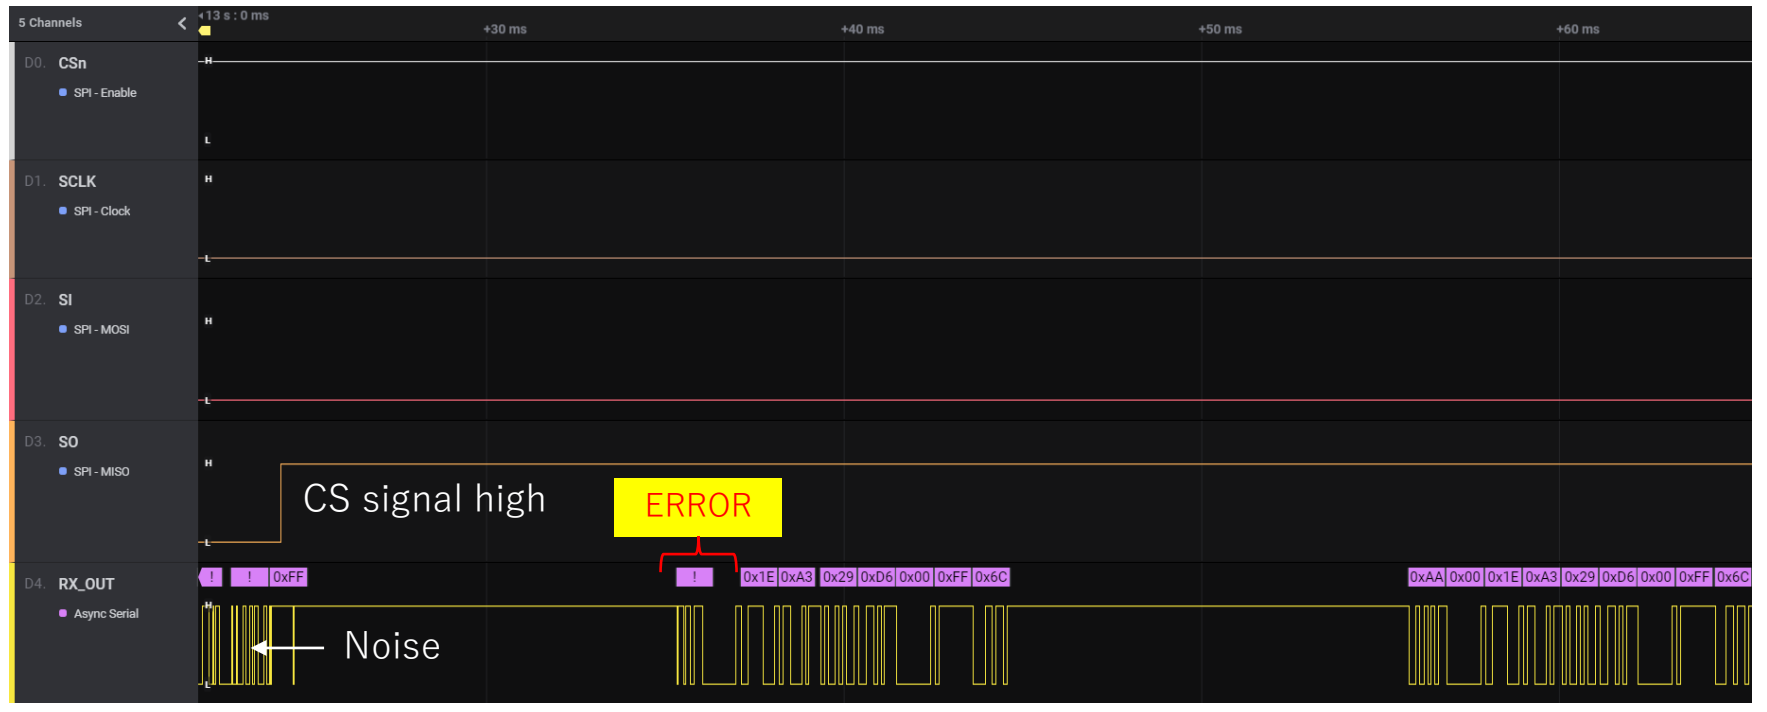 5 Channels
13 s : 0 ms
+30 ms
+40 ms
+50 ms
+60 ms
D0. CSn
H
SPI - Enable
L
D1. SCLK
H
SPI - Clock
L
D2. SI
H
SPI - MOSI
L
D3. SO
H
SPI - MISO
CS signal high
ERROR
L
! ! 0xFF ! 0x1E 0xA3 0x29 0xD6 0x00 0xFF 0x6C 0xAA 0x00 0x1E 0xA3 0x29 0xD6 0x00 0xFF 0x6C
D4. RX_OUT
H
Async Serial
Noise
L